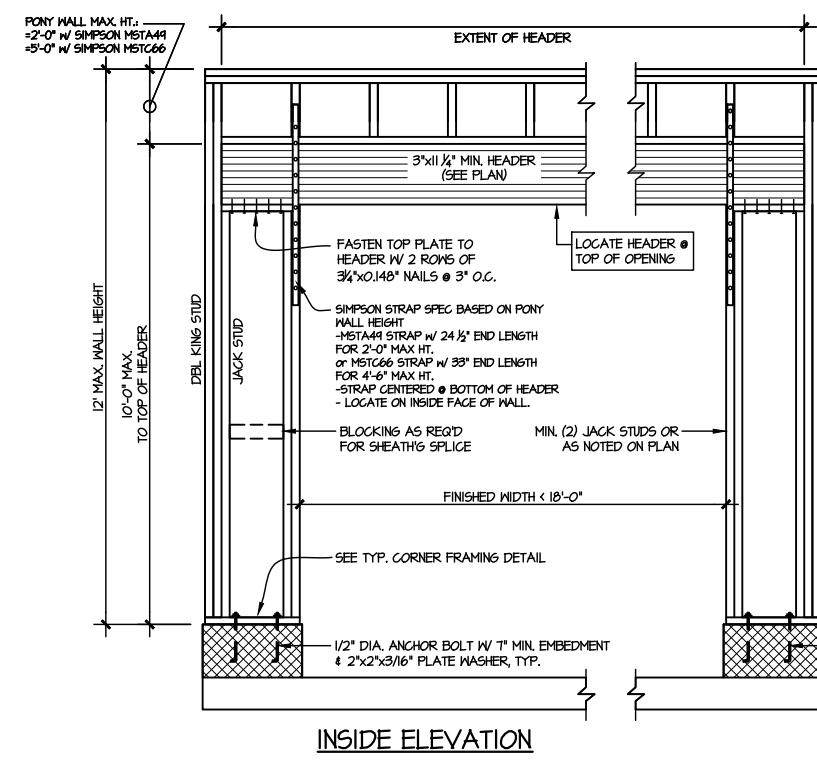 PONY WALL MAX. HT.:
=2'-0" W/ SIMPSON MSTA49
=5'-0" W/ SIMPSON MSTC66
EXTENT OF HEADER
3"x11 1/4" MIN. HEADER
(SEE PLAN)
FASTEN TOP PLATE TO
HEADER W/ 2 ROWS OF
3 1/4"x0.148" NAILS @ 3" O.C.
LOCATE HEADER @
TOP OF OPENING
SIMPSON STRAP SPEC BASED ON PONY
WALL HEIGHT
-MSTA49 STRAP w/ 24 1/2" END LENGTH
FOR 2'-0" MAX HT.
or MSTC66 STRAP w/ 33" END LENGTH
FOR 4'-6" MAX HT.
-STRAP CENTERED @ BOTTOM OF HEADER
- LOCATE ON INSIDE FACE OF WALL.
12' MAX. WALL HEIGHT
10'-0" MAX.
TO TOP OF HEADER
DBL KING STUD
JACK STUD
BLOCKING AS REQ'D
FOR SHEATH'G SPLICE
MIN. (2) JACK STUDS OR
AS NOTED ON PLAN
FINISHED WIDTH < 18'-0"
SEE TYP. CORNER FRAMING DETAIL
1/2" DIA. ANCHOR BOLT W/ 7" MIN. EMBEDMENT
& 2"x2"x3/16" PLATE WASHER, TYP.
INSIDE ELEVATION